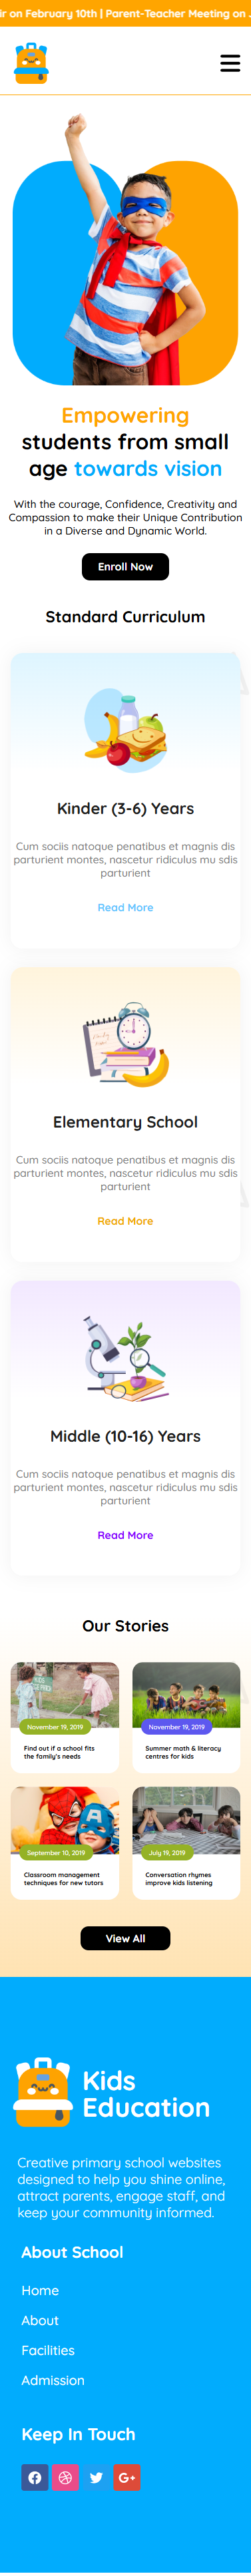 ir on February 10th | Parent-Teacher Meeting on
Empowering
students from small
age towards vision
With the courage, Confidence, Creativity and
Compassion to make their Unique Contribution
in a Diverse and Dynamic World.
Enroll Now
Standard Curriculum
Kinder (3-6) Years
Cum sociis natoque penatibus et magnis dis
parturient montes, nascetur ridiculus mu sdis
parturient
Read More
Elementary School
Cum sociis natoque penatibus et magnis dis
parturient montes, nascetur ridiculus mu sdis
parturient
Read More
Middle (10-16) Years
Cum sociis natoque penatibus et magnis dis
parturient montes, nascetur ridiculus mu sdis
parturient
Read More
Our Stories
November 19, 2019
Find out if a school fits
the family's needs
November 19, 2019
Summer math & literacy
centres for kids
September 10, 2019
Classroom management
techniques for new tutors
July 19, 2019
Conversation rhymes
improve kids listening
View All
Kids
Education
Creative primary school websites
designed to help you shine online,
attract parents, engage staff, and
keep your community informed.
About School
Home
About
Facilities
Admission
Keep In Touch